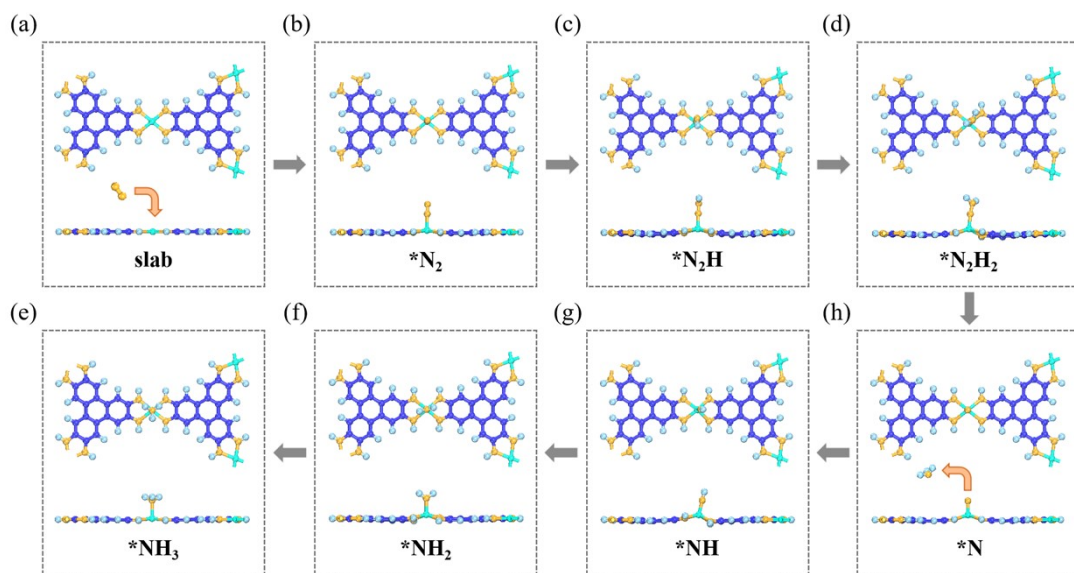 (a)
(b)
(c)
(d)
slab
*N₂
*N₂H
*N₂H₂
(e)
(f)
(g)
(h)
*NH₃
*NH₂
*NH
*N